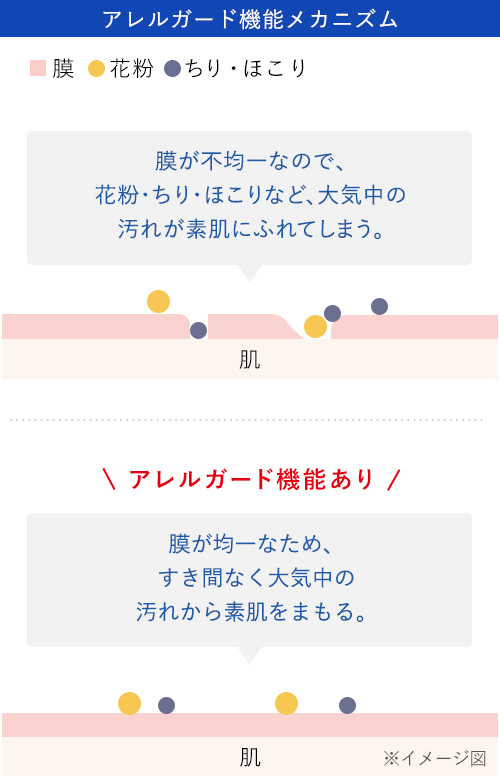 アレルガード機能メカニズム
膜 花粉 ちり・ほこり
膜が不均一なので、
花粉・ちり・ほこりなど、大気中の
汚れが素肌にふれてしまう。
肌
\ アレルガード機能あり /
膜が均一なため、
すき間なく大気中の
汚れから素肌をまもる。
肌
※イメージ図